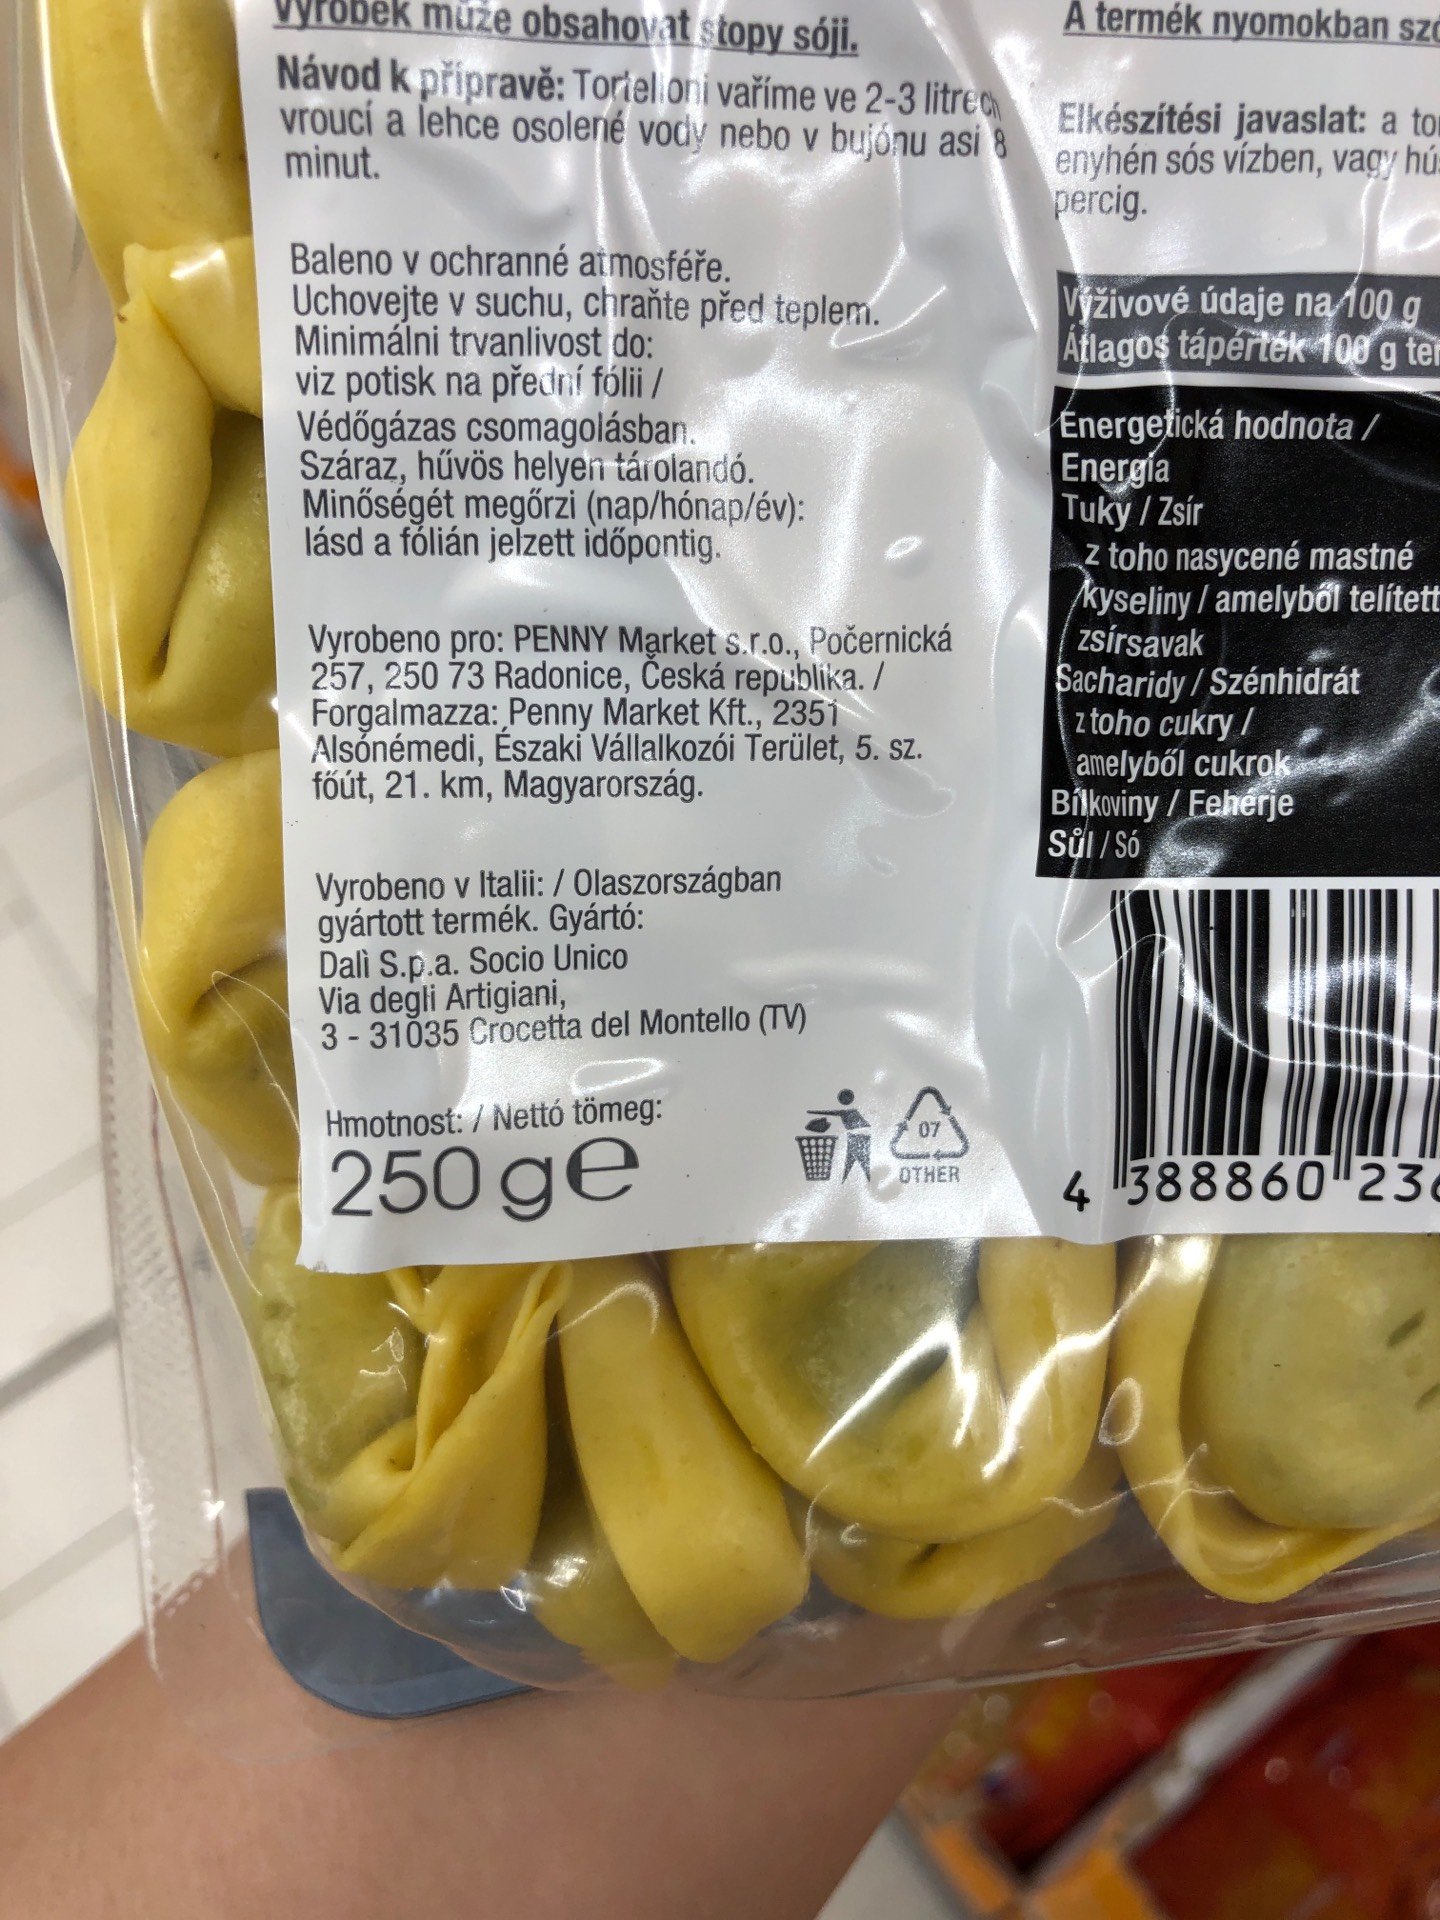 Výrobek může obsahovat stopy sóji.
Návod k přípravě: Tortelloni vaříme ve 2-3 litrech
vroucí a lehce osolené vody nebo v bujónu asi 8
minut.
Baleno v ochranné atmosféře.
Uchovejte v suchu, chraňte před teplem.
Minimálni trvanlivost do:
viz potisk na přední fólii /
Védőgázas csomagolásban.
Száraz, hűvös helyen tárolandó.
Minőségét megőrzi (nap/hónap/év):
lásd a fólián jelzett időpontig.
Vyrobeno pro: PENNY Market s.r.o., Počernická
257, 250 73 Radonice, Česká republika. /
Forgalmazza: Penny Market Kft., 2351
Alsónémedi, Északi Vállalkozói Terület, 5. sz.
főút, 21. km, Magyarország.
Vyrobeno v Italii: / Olaszországban
gyártott termék. Gyártó:
Dalì S.p.a. Socio Unico
Via degli Artigiani,
3 - 31035 Crocetta del Montello (TV)
Hmotnost: / Nettó tömeg:
250 g e
07
OTHER
A termék nyomokban
Elkészítési javaslat: a
enyhén sós vízben, vagy
percig.
Výživové údaje na 100 g
Átlagos tápérték 100 g
Energetická hodnota /
Energia
Tuky / Zsír
z toho nasycené mastné
kyseliny / amelyből telített
zsírsavak
Sacharidy / Szénhidrát
z toho cukry /
amelyből cukrok
Bílkoviny / Fehérje
Sůl / Só
4 388860 23